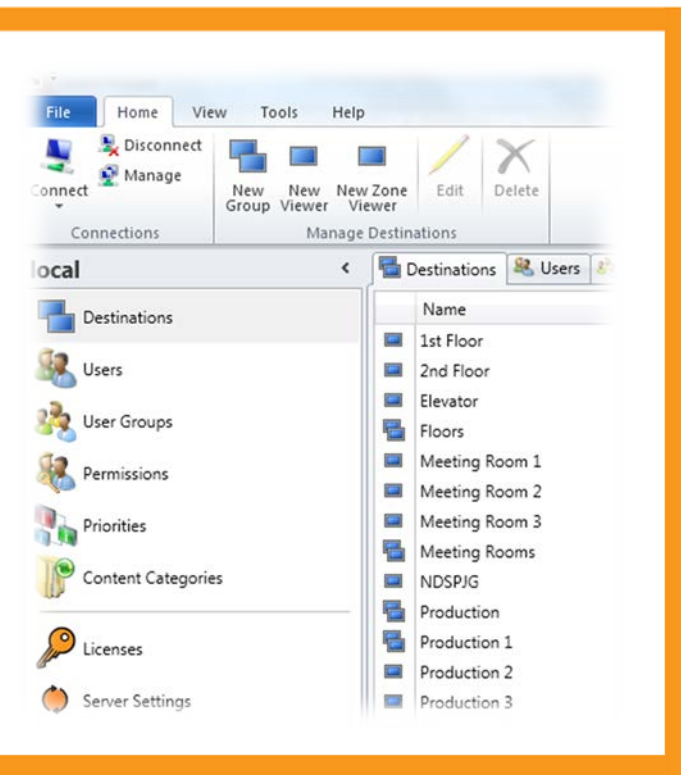 File Home View Tools Help
Disconnect
Manage
Connect
New Group
New Viewer
New Zone Viewer
Edit
Delete
Connections
Manage Destinations
local
Destinations
Users
User Groups
Permissions
Priorities
Content Categories
Licenses
Server Settings
Destinations Users
Name
1st Floor
2nd Floor
Elevator
Floors
Meeting Room 1
Meeting Room 2
Meeting Room 3
Meeting Rooms
NDSPJG
Production
Production 1
Production 2
Production 3